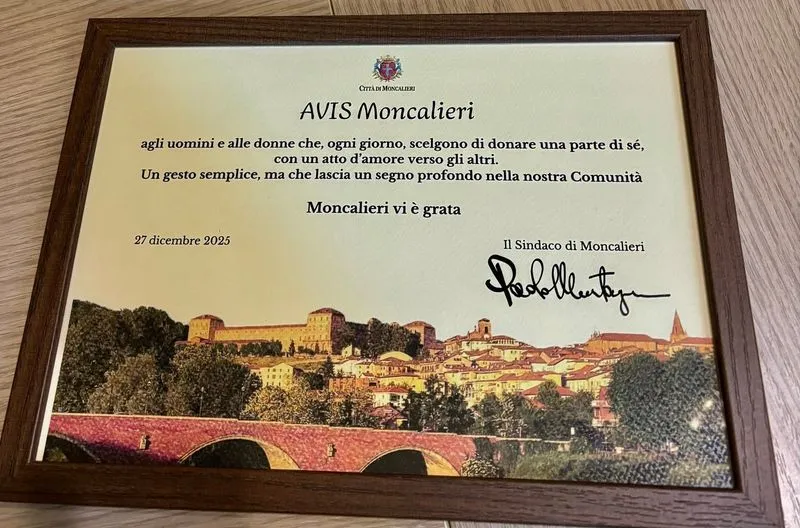 CITTÀ DI MONCALIERI
AVIS Moncalieri
agli uomini e alle donne che, ogni giorno, scelgono di donare una parte di sé,
con un atto d'amore verso gli altri.
Un gesto semplice, ma che lascia un segno profondo nella nostra Comunità
Moncalieri vi è grata
27 dicembre 2025
Il Sindaco di Moncalieri